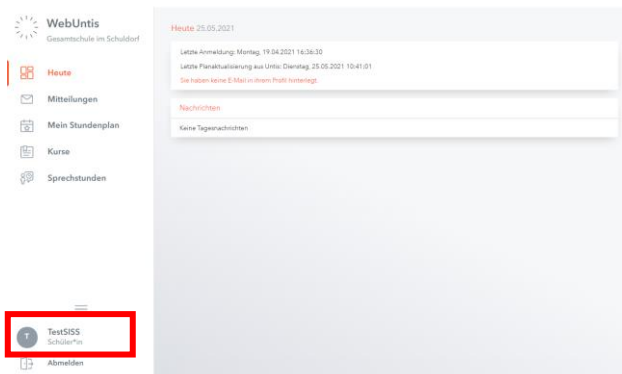 WebUntis
Gesamtschule im Schuldorf
Heute
Mitteilungen
Mein Stundenplan
Kurse
Sprechstunden
T
TestSISS
Schüler*in
Abmelden
Heute 25.05.2021
Letzte Anmeldung: Montag, 19.04.2021 16:36:30
Letzte Planaktualisierung aus Untis: Dienstag, 25.05.2021 10:41:01
Sie haben keine E-Mail in ihrem Profil hinterlegt.
Nachrichten
Keine Tagesnachrichten